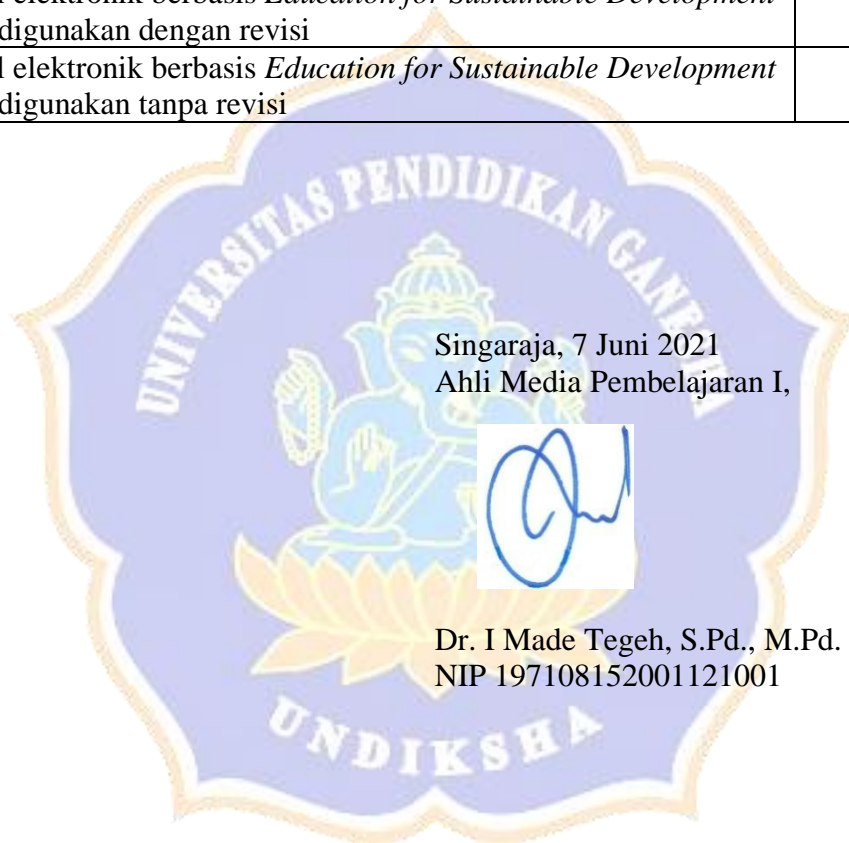 elektronik berbasis Education for Sustainable Development
digunakan dengan revisi
l elektronik berbasis Education for Sustainable Development
digunakan tanpa revisi
UNIVERSITAS PENDIDIKAN GANESHA
Singaraja, 7 Juni 2021
Ahli Media Pembelajaran I,
Dr. I Made Tegeh, S.Pd., M.Pd.
NIP 197108152001121001
UNDIKSHA